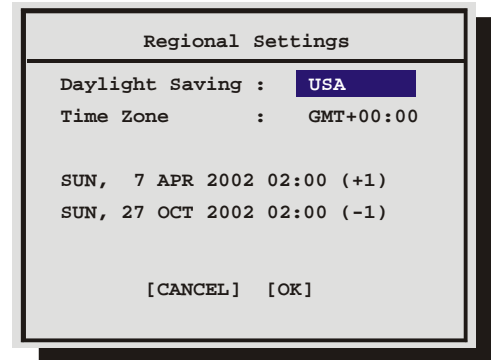 Regional Settings
Daylight Saving : USA
Time Zone : GMT+00:00
SUN, 7 APR 2002 02:00 (+1)
SUN, 27 OCT 2002 02:00 (-1)
[CANCEL] [OK]